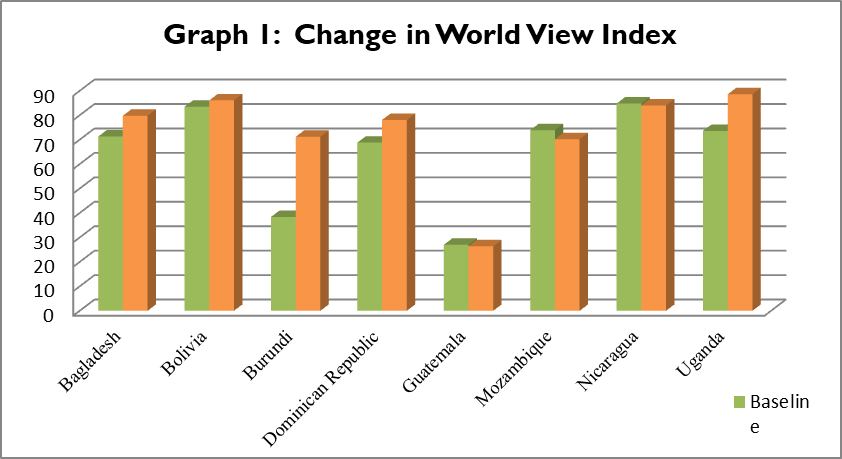 Graph 1:  Change in World View Index
90
80
70
60
50
40
30
20
10
0
Bagladesh
Bolivia
Burundi
Dominican Republic
Guatemala
Mozambique
Nicaragua
Uganda
Baselin
e